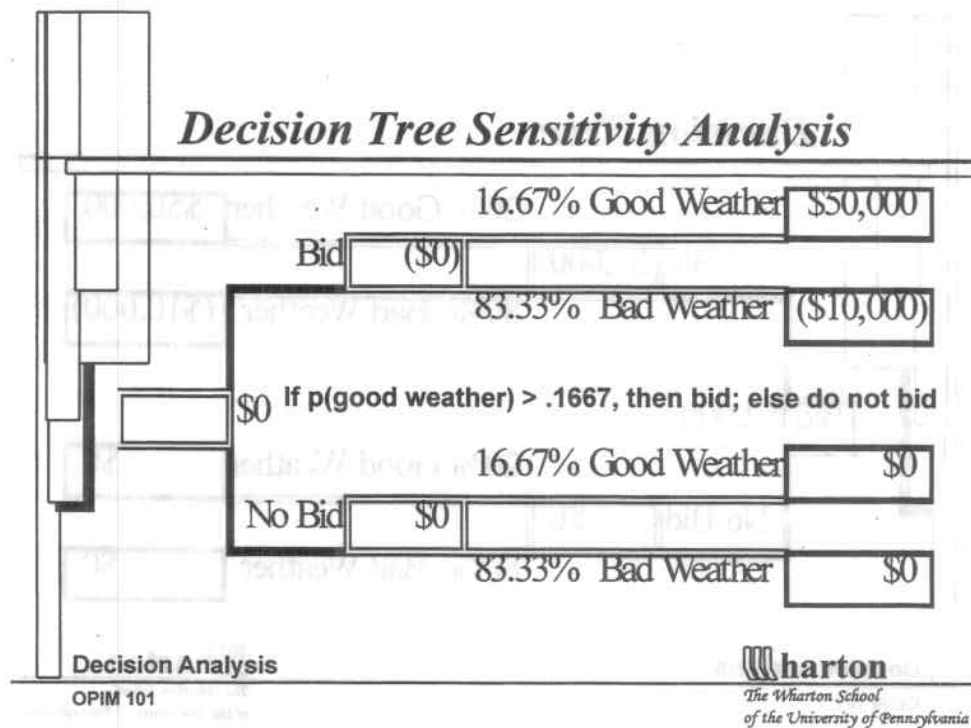 Decision Tree Sensitivity Analysis
16.67% Good Weather $50,000
Bid ($0)
83.33% Bad Weather ($10,000)
$0 If p(good weather) > .1667, then bid; else do not bid
16.67% Good Weather $0
No Bid $0
83.33% Bad Weather $0
Decision Analysis
OPIM 101
Wharton
The Wharton School
of the University of Pennsylvania